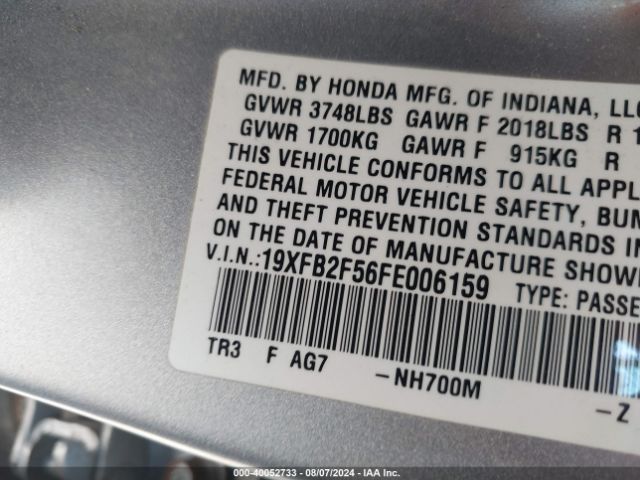 MFD. BY HONDA MFG. OF INDIANA, LLC
GVWR 3748LBS GAWR F 2018LBS R 1
GVWR 1700KG GAWR F 915KG R
THIS VEHICLE CONFORMS TO ALL APPL
FEDERAL MOTOR VEHICLE SAFETY, BUM
AND THEFT PREVENTION STANDARDS IN
ON THE DATE OF MANUFACTURE SHOW
V.I.N.:19XFB2F56FE006159 TYPE: PASSE
TR3 F AG7 -NH700M -Z
000-40052733 - 08/07/2024 - IAA Inc.